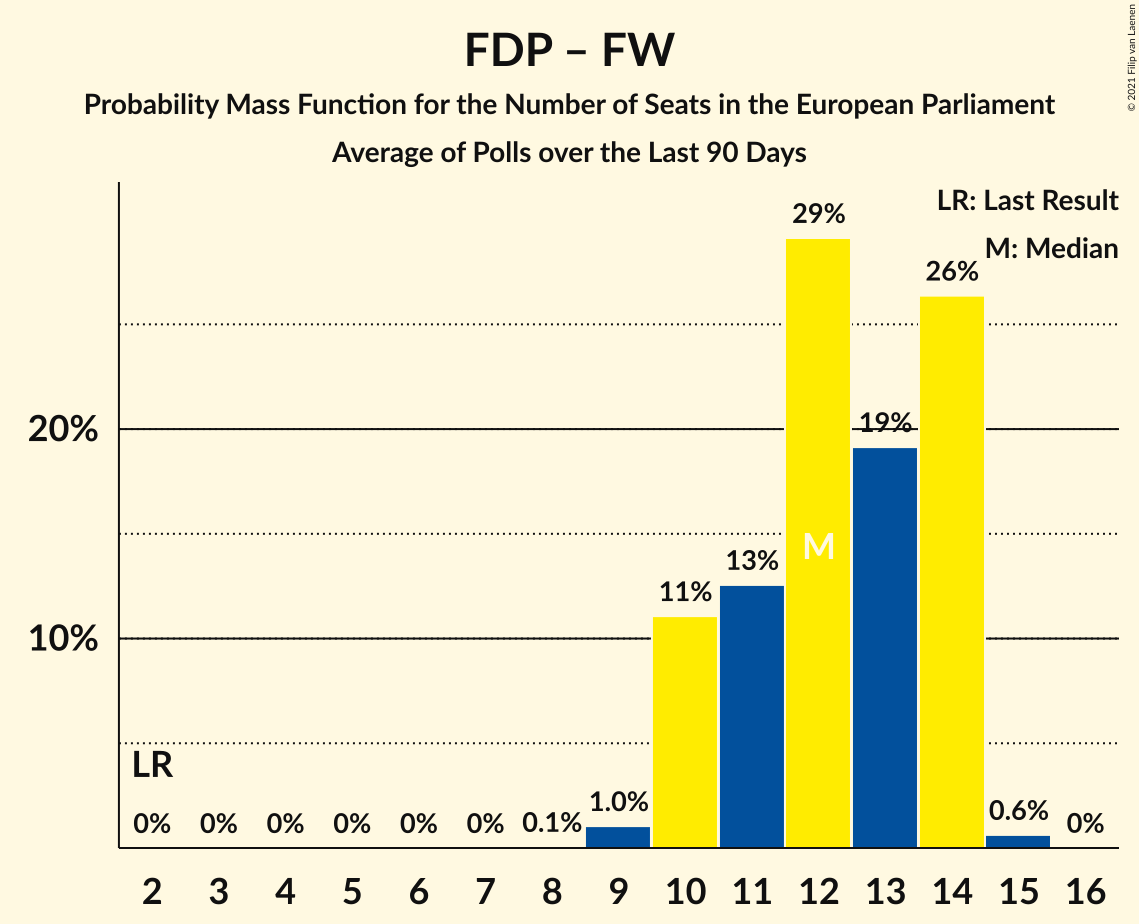 FDP – FW
Probability Mass Function for the Number of Seats in the European Parliament
Average of Polls over the Last 90 Days
© 2021 Filip van Laenen
LR: Last Result
M: Median
29%
26%
20%
19%
M
13%
11%
10%
LR
0% 0% 0% 0% 0% 0% 0.1% 1.0% 0.6% 0%
2 3 4 5 6 7 8 9 10 11 12 13 14 15 16